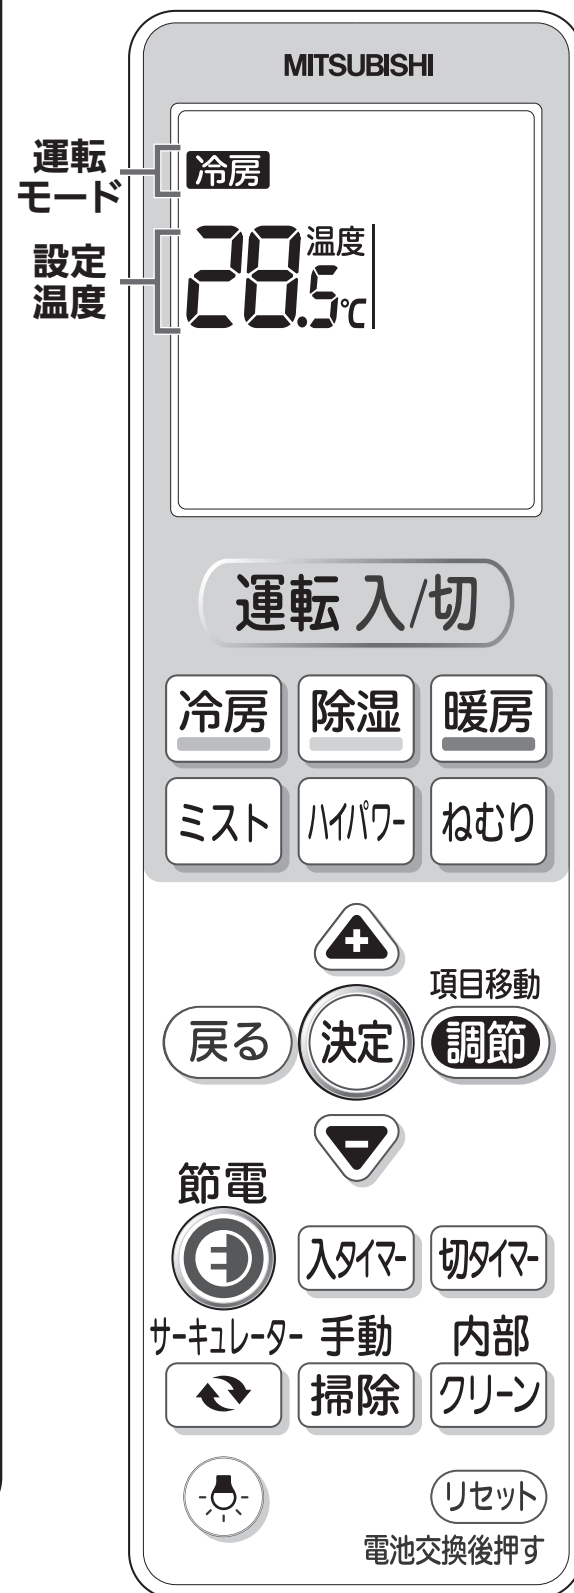 MITSUBISHI
運転
モード
冷房
設定
温度
28.5℃
温度
運転 入/切
冷房
除湿
暖房
ミスト
ハイパワー
ねむり
+
項目移動
戻る
決定
調節
-
節電
入タイマー
切タイマー
サーキュレーター
手動
内部
掃除
クリーン
リセット
電池交換後押す